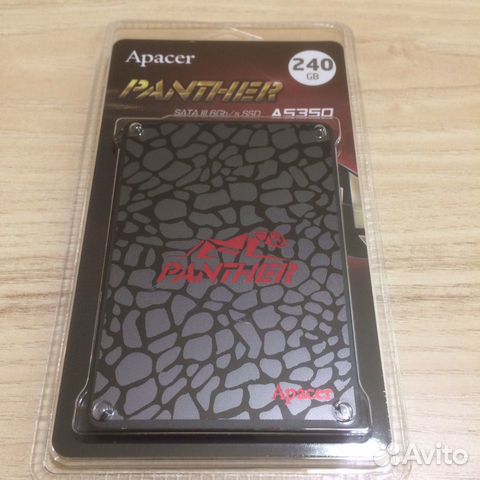 Apacer
240
GB
PANTHER
SATA III 6Gb/s SSD AS350
PANTHER
Apacer
Avito